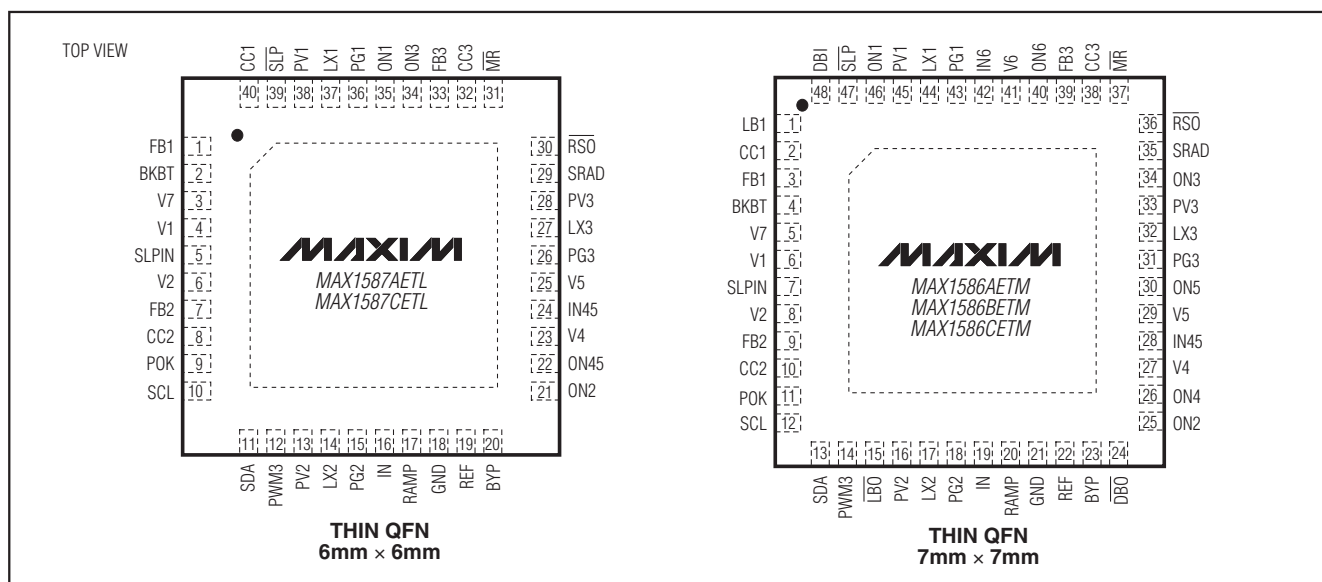 TOP VIEW
CC1
SLP
PV1
LX1
PG1
ON1
ON3
FB3
CC3
MR
40
39
38
37
36
35
34
33
32
31
FB1 1
BKBT 2
V7 3
V1 4
SLPIN 5
V2 6
FB2 7
CC2 8
POK 9
SCL 10
30 RSO
29 SRAD
28 PV3
27 LX3
26 PG3
25 V5
24 IN45
23 V4
22 ON45
21 ON2
MAXIM
MAX1587AETL
MAX1587CETL
11
12
13
14
15
16
17
18
19
20
SDA
PWM3
PV2
LX2
PG2
IN
RAMP
GND
REF
BYP
THIN QFN
6mm × 6mm
DBI
SLP
ON1
PV1
LX1
PG1
IN6
V6
ON6
FB3
CC3
MR
48
47
46
45
44
43
42
41
40
39
38
37
LB1 1
CC1 2
FB1 3
BKBT 4
V7 5
V1 6
SLPIN 7
V2 8
FB2 9
CC2 10
POK 11
SCL 12
36 RSO
35 SRAD
34 ON3
33 PV3
32 LX3
31 PG3
30 ON5
29 V5
28 IN45
27 V4
26 ON4
25 ON2
MAXIM
MAX1586AETM
MAX1586BETM
MAX1586CETM
13
14
15
16
17
18
19
20
21
22
23
24
SDA
PWM3
LBO
PV2
LX2
PG2
IN
RAMP
GND
REF
BYP
DBO
THIN QFN
7mm × 7mm